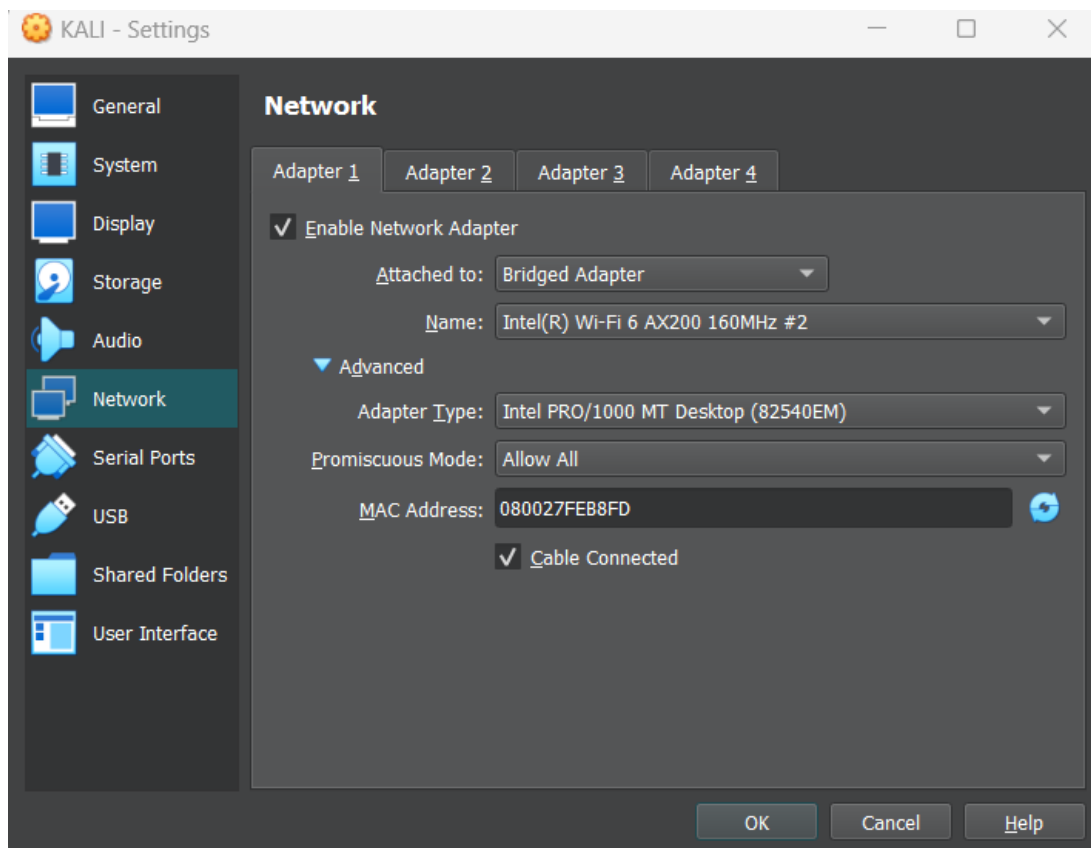 KALI - Settings
General
System
Display
Storage
Audio
Network
Serial Ports
USB
Shared Folders
User Interface
Network
Adapter 1 Adapter 2 Adapter 3 Adapter 4
Enable Network Adapter
Attached to: Bridged Adapter
Name: Intel(R) Wi-Fi 6 AX200 160MHz #2
Advanced
Adapter Type: Intel PRO/1000 MT Desktop (82540EM)
Promiscuous Mode: Allow All
MAC Address: 080027FEB8FD
Cable Connected
OK Cancel Help